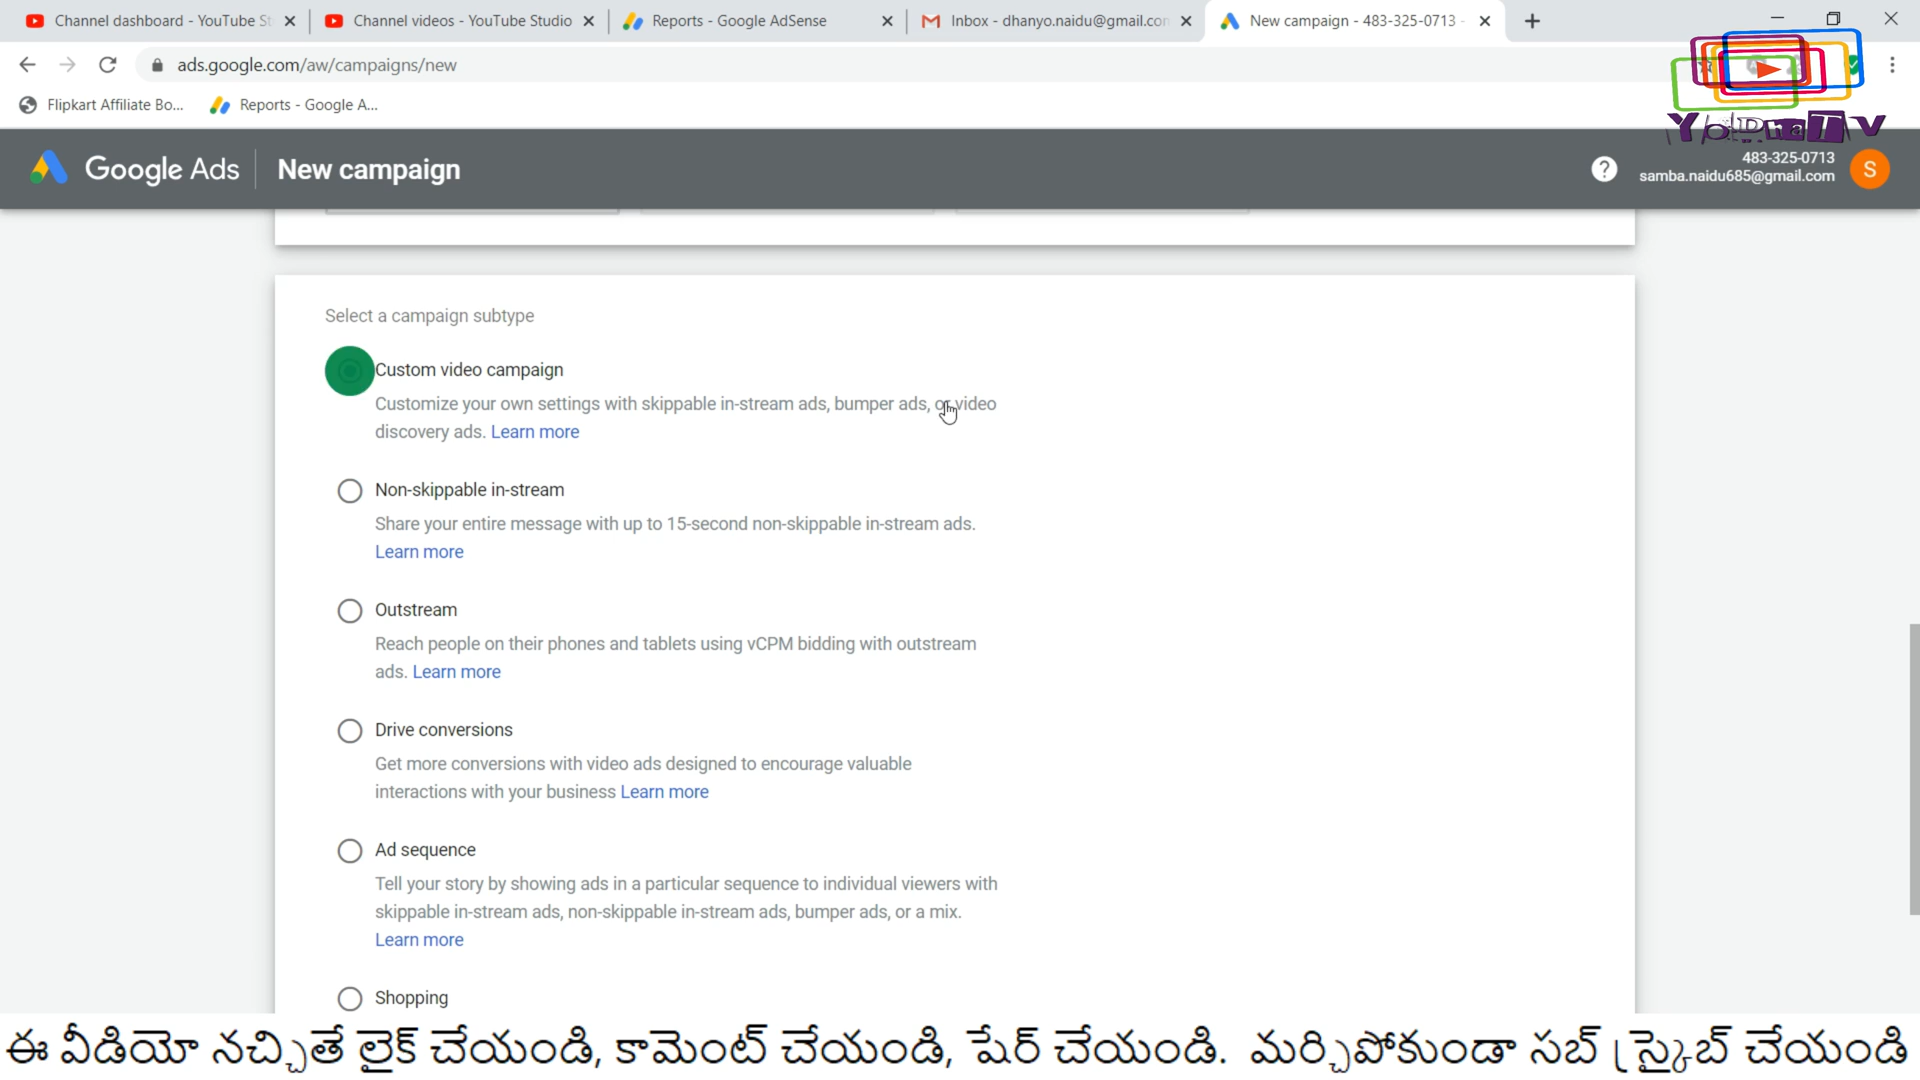 Channel dashboard - YouTube St
Channel videos - YouTube Studio
Reports - Google AdSense
Inbox - dhanyo.naidu@gmail.con
New campaign - 483-325-0713 -
ads.google.com/aw/campaigns/new
Flipkart Affiliate Bo...
Reports - Google A...
YoDhaTV
Google Ads
New campaign
483-325-0713
samba.naidu685@gmail.com
S
Select a campaign subtype
Custom video campaign
Customize your own settings with skippable in-stream ads, bumper ads, or video
discovery ads. Learn more
Non-skippable in-stream
Share your entire message with up to 15-second non-skippable in-stream ads.
Learn more
Outstream
Reach people on their phones and tablets using vCPM bidding with outstream
ads. Learn more
Drive conversions
Get more conversions with video ads designed to encourage valuable
interactions with your business Learn more
Ad sequence
Tell your story by showing ads in a particular sequence to individual viewers with
skippable in-stream ads, non-skippable in-stream ads, bumper ads, or a mix.
Learn more
Shopping
ఈ వీడియో నచ్చితే లైక్ చేయండి, కామెంట్ చేయండి, షేర్ చేయండి. మర్చిపోకుండా సబ్ స్క్రైబ్ చేయండి